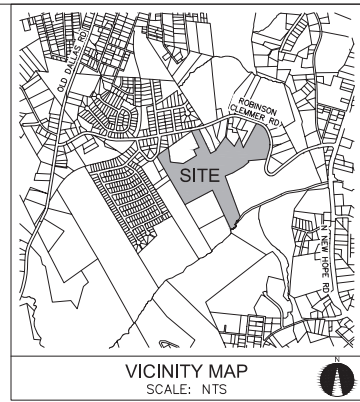 OLD DALLAS RD
ROBINSON
CLEMMER RD
SITE
N NEW HOPE RD
VICINITY MAP
SCALE: NTS
N